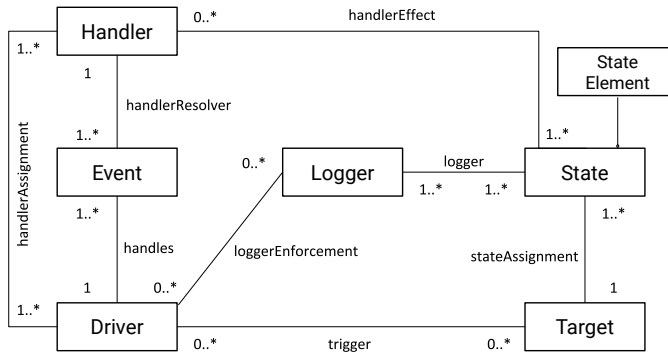 0..*
handlerEffect
Handler
1..*
1
State
Element
handlerResolver
handlerAssignment
1..*
1..*
0..*
logger
Event
Logger
State
1..*
1..*
1..*
1..*
handles
loggerEnforcement
stateAssignment
1
0..*
1
1..*
Driver
Target
0..*
trigger
0..*